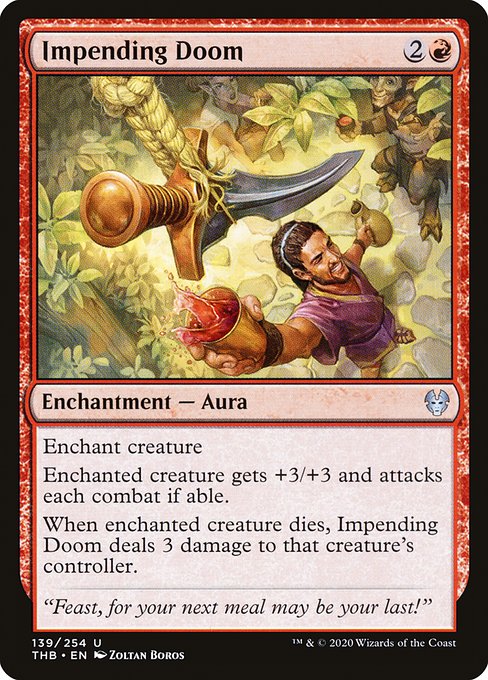 Impending Doom 2
Enchantment — Aura
Enchant creature
Enchanted creature gets +3/+3 and attacks
each combat if able.
When enchanted creature dies, Impending
Doom deals 3 damage to that creature's
controller.
"Feast, for your next meal may be your last!"
139/254 U ™ & © 2020 Wizards of the Coast
THB • EN Zoltan Boros